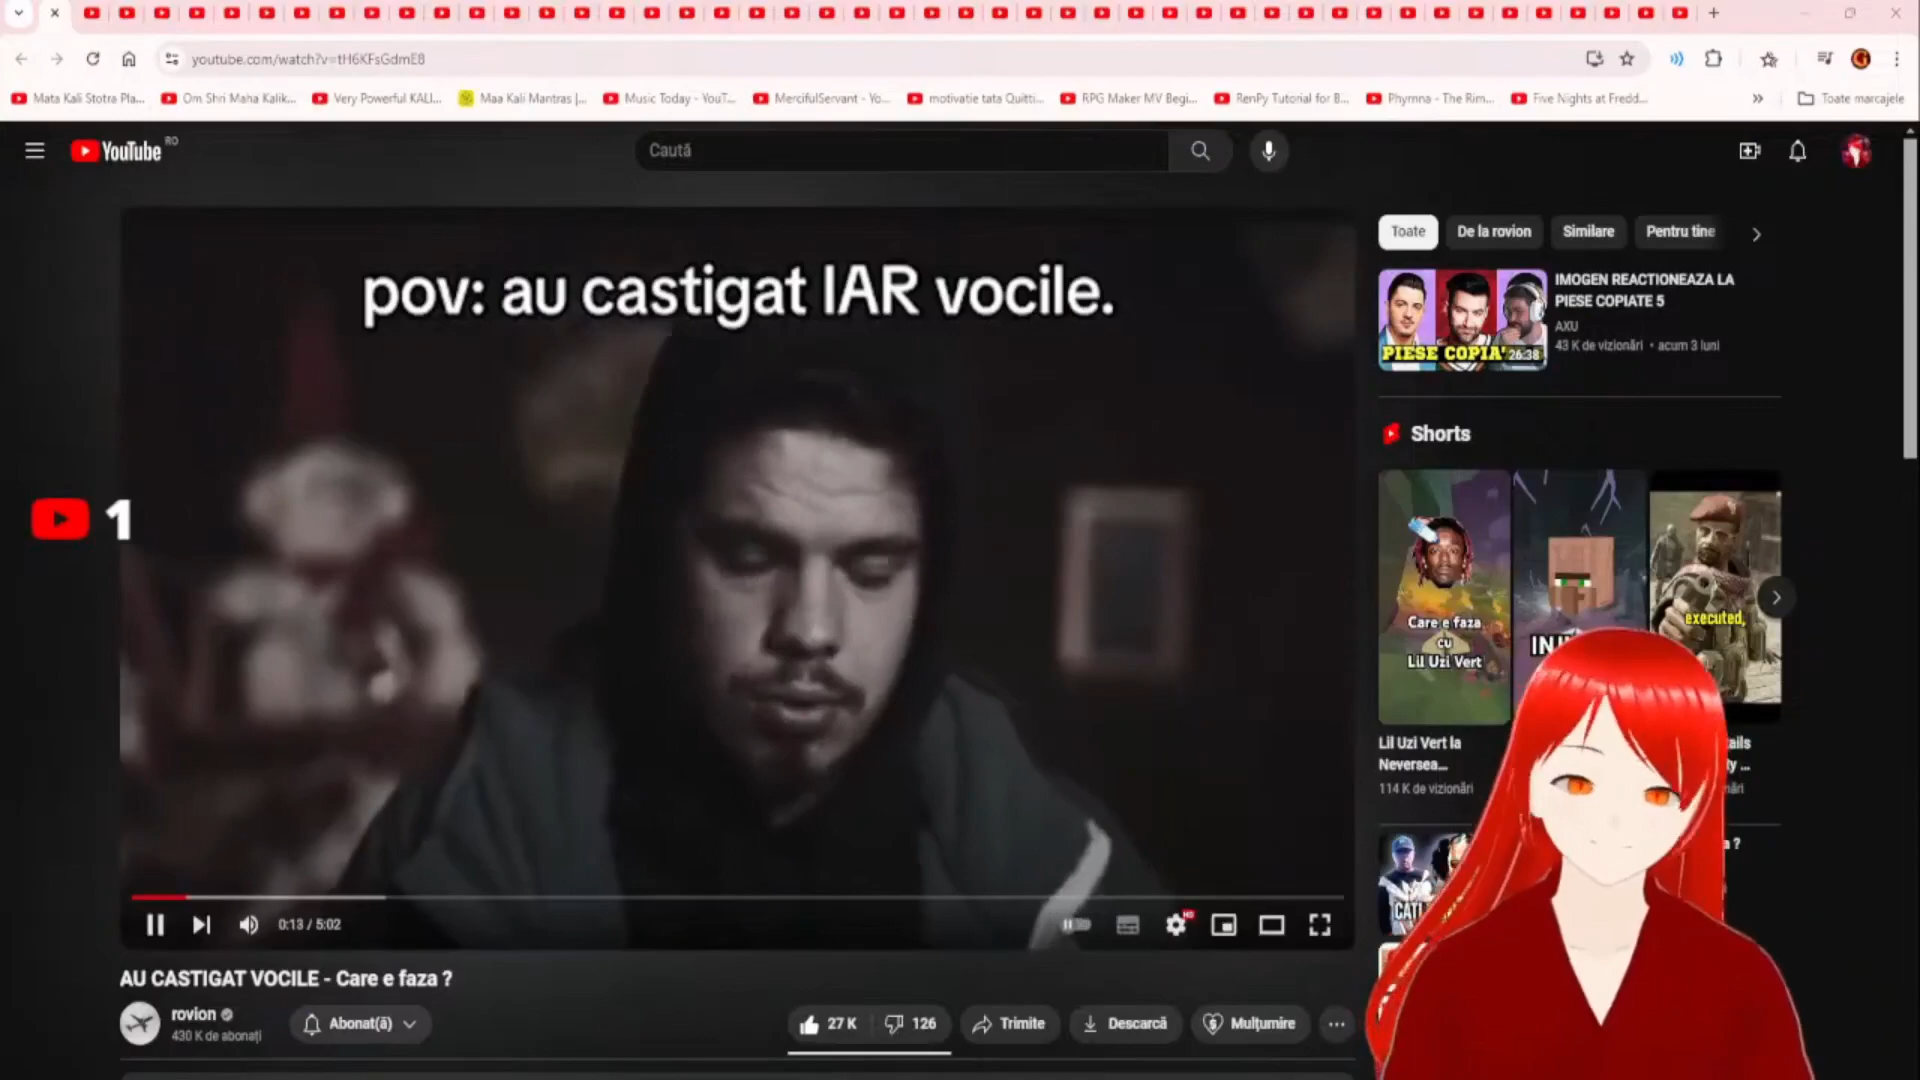 youtube.com/watch?v=tH6KFsGdmE8
Mata Kali Stotra Pla...
Om Shri Maha Kalik...
Very Powerful KALI...
Maa Kali Mantras |...
Music Today - YouT...
MercifulServant - Yo...
motivatie tata Quitti...
RPG Maker MV Begi...
RenPy Tutorial for B...
Phymna - The Rim...
Five Nights at Fredd...
Toate marcajele
YouTube RO
Caută
pov: au castigat IAR vocile.
1
0:13 / 5:02
HD
AU CASTIGAT VOCILE - Care e faza ?
rovion
430 K de abonați
Abonat(ă)
27 K
126
Trimite
Descarcă
Mulțumire
Toate
De la rovion
Similare
Pentru tine
PIESE COPIA
26:38
IMOGEN REACTIONEAZA LA
PIESE COPIATE 5
AXU
43 K de vizionări • acum 3 luni
Shorts
Care e faza
cu
Lil Uzi Vert
executed,
Lil Uzi Vert la
Neversea...
114 K de vizionări
CATI